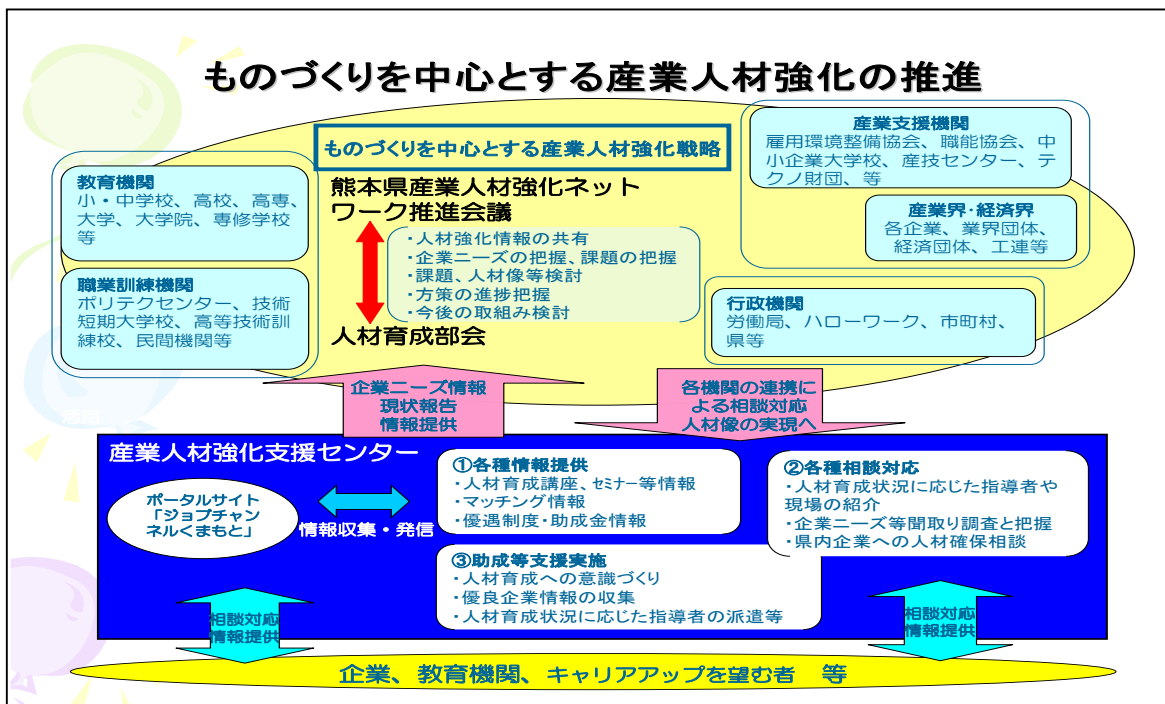 ものづくりを中心とする産業人材強化の推進
ものづくりを中心とする産業人材強化戦略
熊本県産業人材強化ネット
ワーク推進会議
・人材強化情報の共有
・企業ニーズの把握、課題の把握
・課題、人材像等検討
・方策の進捗把握
・今後の取組み検討
人材育成部会
教育機関
小・中学校、高校、高専、
大学、大学院、専修学校
等
職業訓練機関
ポリテクセンター、技術
短期大学校、高等技術訓
練校、民間機関等
産業支援機関
雇用環境整備協会、職能協会、中
小企業大学校、産技センター、テ
クノ財団、等
産業界・経済界
各企業、業界団体、
経済団体、工連等
行政機関
労働局、ハローワーク、市町村、
県等
企業ニーズ情報
現状報告
情報提供
各機関の連携に
よる相談対応
人材像の実現へ
活用
産業人材強化支援センター
ポータルサイト
「ジョブチャン
ネルくまもと」
情報収集・発信
①各種情報提供
・人材育成講座、セミナー等情報
・マッチング情報
・優遇制度・助成金情報
②各種相談対応
・人材育成状況に応じた指導者や
現場の紹介
・企業ニーズ等聞取り調査と把握
・県内企業への人材確保相談
③助成等支援実施
・人材育成への意識づくり
・優良企業情報の収集
・人材育成状況に応じた指導者の派遣等
相談対応
情報提供
相談対応
情報提供
企業、教育機関、キャリアアップを望む者 等